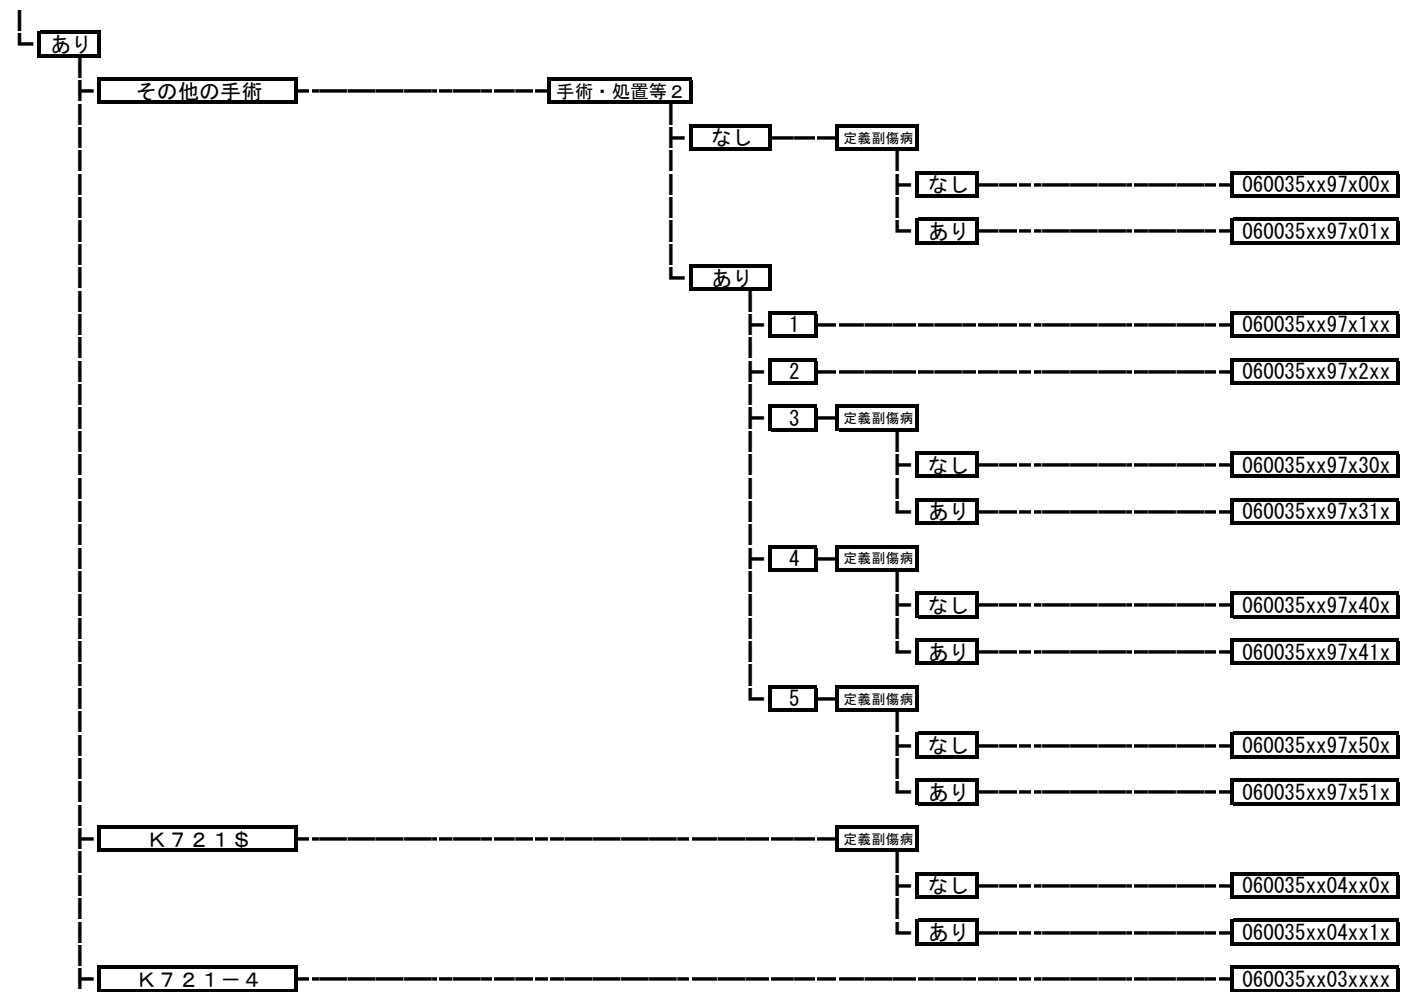 あり
その他の手術 手術・処置等２
なし 定義副傷病
なし 060035xx97x00x
あり 060035xx97x01x
あり
1 060035xx97x1xx
2 060035xx97x2xx
3 定義副傷病
なし 060035xx97x30x
あり 060035xx97x31x
4 定義副傷病
なし 060035xx97x40x
あり 060035xx97x41x
5 定義副傷病
なし 060035xx97x50x
あり 060035xx97x51x
Ｋ７２１＄ 定義副傷病
なし 060035xx04xx0x
あり 060035xx04xx1x
Ｋ７２１－４ 060035xx03xxxx